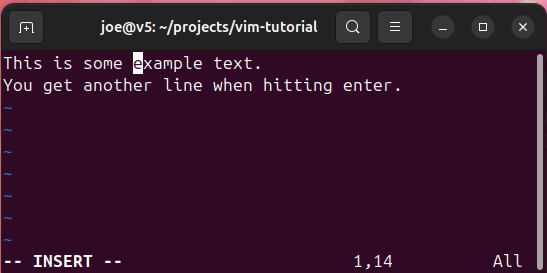 joe@v5: ~/projects/vim-tutorial
This is some example text.
You get another line when hitting enter.
~
~
~
~
~
~
~
-- INSERT -- 1,14 All